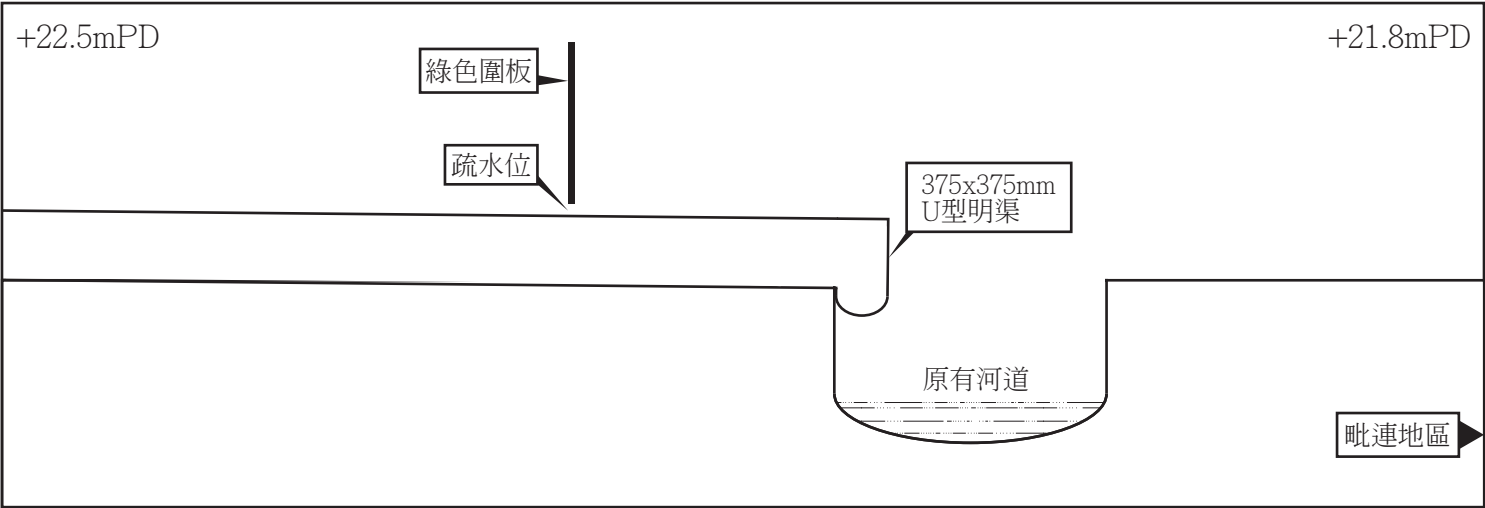 +22.5mPD
+21.8mPD
綠色圍板
疏水位
375x375mm
U型明渠
原有河道
毗連地區